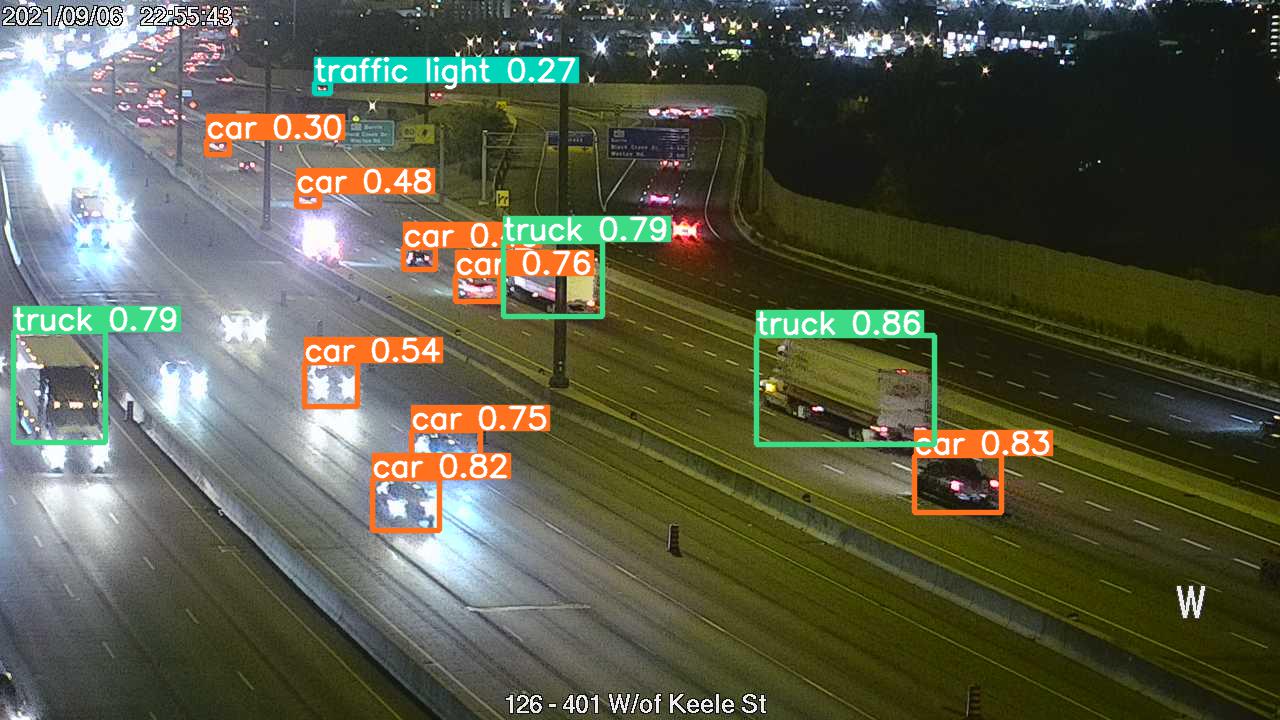 2021/09/06 22:55:43
traffic light 0.27
car 0.30
car 0.48
car 0.
truck 0.79
car 0.76
truck 0.79
truck 0.86
car 0.54
car 0.75
car 0.83
car 0.82
W
126 - 401 W/of Keele St